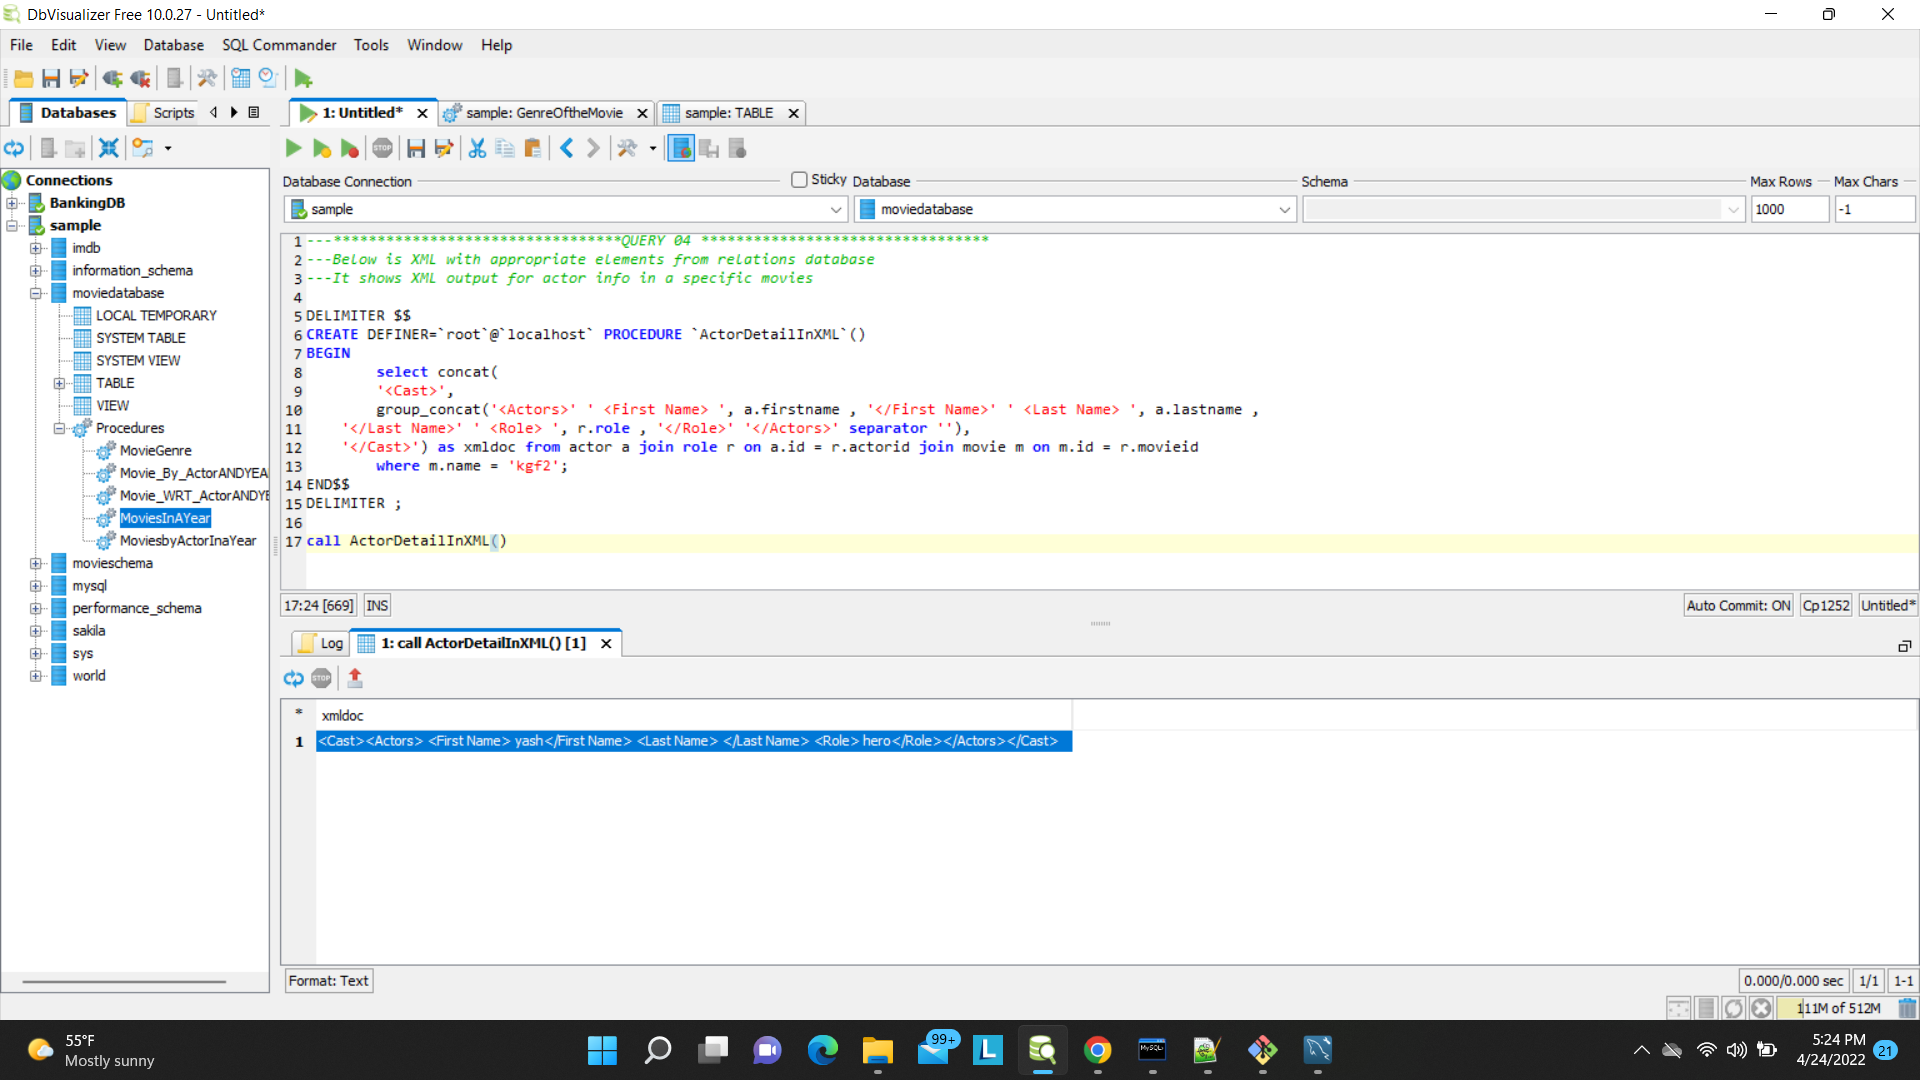 DbVisualizer Free 10.0.27 - Untitled*
File Edit View Database SQL Commander Tools Window Help
Databases Scripts
1: Untitled* sample: GenreOftheMovie sample: TABLE
STOP
Database Connection Sticky Database Schema Max Rows Max Chars
sample moviedatabase 1000 -1
Connections
BankingDB
sample
imdb
information_schema
moviedatabase
LOCAL TEMPORARY
SYSTEM TABLE
SYSTEM VIEW
TABLE
VIEW
Procedures
MovieGenre
Movie_By_ActorANDYEA
Movie_WRT_ActorANDYE
MoviesInAYear
MoviesbyActorInaYear
movieschema
mysql
performance_schema
sakila
sys
world
1 ---*********************************QUERY 04 *********************************
2 ---Below is XML with appropriate elements from relations database
3 ---It shows XML output for actor info in a specific movies
4
5 DELIMITER $$
6 CREATE DEFINER=`root`@`localhost` PROCEDURE `ActorDetailInXML`()
7 BEGIN
8 select concat(
9 '<Cast>',
10 group_concat('<Actors>' ' <First Name> ', a.firstname , '</First Name>' ' <Last Name> ', a.lastname ,
11 '</Last Name>' ' <Role> ', r.role , '</Role>' '</Actors>' separator ''),
12 '</Cast>') as xmldoc from actor a join role r on a.id = r.actorid join movie m on m.id = r.movieid
13 where m.name = 'kgf2';
14 END$$
15 DELIMITER ;
16
17 call ActorDetailInXML()
17:24 [669] INS Auto Commit: ON Cp1252 Untitled*
Log 1: call ActorDetailInXML() [1]
STOP
* xmldoc
1 <Cast><Actors> <First Name> yash</First Name> <Last Name> </Last Name> <Role> hero</Role></Actors></Cast>
Format: Text 0.000/0.000 sec 1/1 1-1
111M of 512M
55°F
Mostly sunny
99+
L
MySQL
5:24 PM
4/24/2022
21